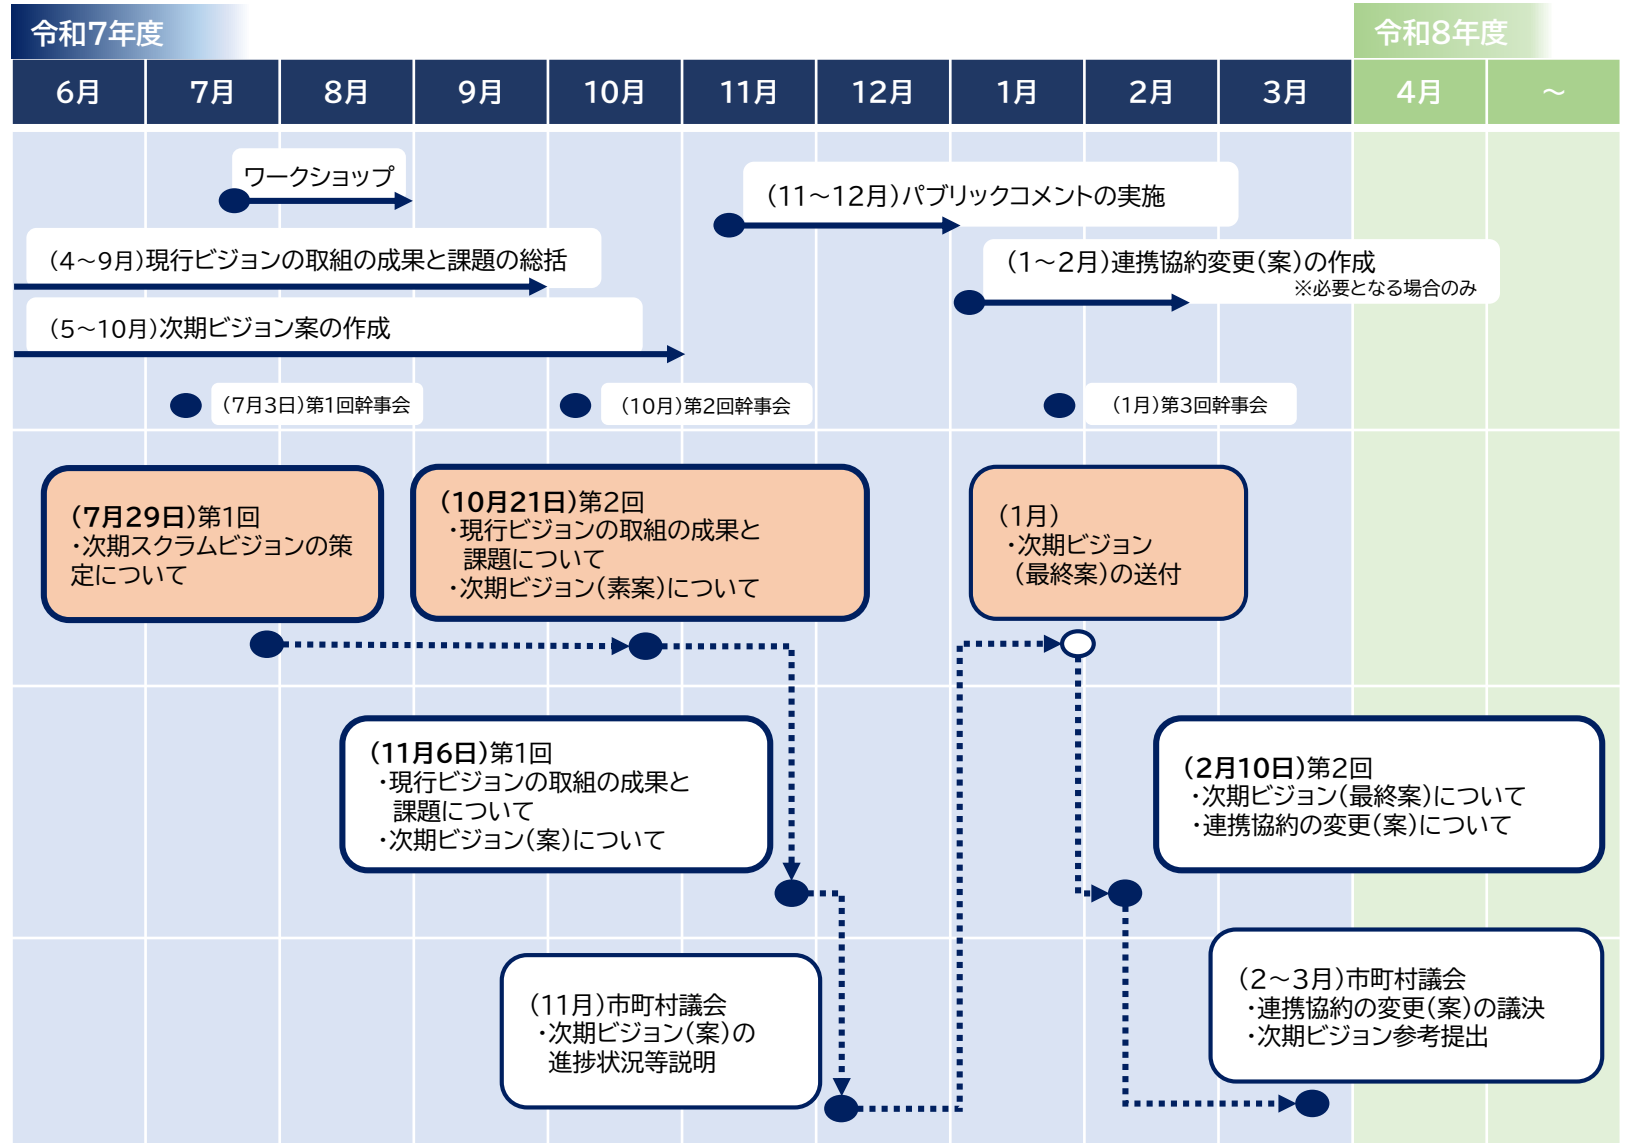 令和7年度
令和8年度
6月
7月
8月
9月
10月
11月
12月
1月
2月
3月
4月
～
ワークショップ
（11～12月）パブリックコメントの実施
（4～9月）現行ビジョンの取組の成果と課題の総括
（1～2月）連携協約変更（案）の作成
※必要となる場合のみ
（5～10月）次期ビジョン案の作成
（7月3日）第1回幹事会
（10月）第2回幹事会
（1月）第3回幹事会
（7月29日）第1回
・次期スクラムビジョンの策
定について
（10月21日）第2回
・現行ビジョンの取組の成果と
課題について
・次期ビジョン（素案）について
（1月）
・次期ビジョン
（最終案）の送付
（11月6日）第1回
・現行ビジョンの取組の成果と
課題について
・次期ビジョン（案）について
（2月10日）第2回
・次期ビジョン（最終案）について
・連携協約の変更（案）について
（11月）市町村議会
・次期ビジョン（案）の
進捗状況等説明
（2～3月）市町村議会
・連携協約の変更（案）の議決
・次期ビジョン参考提出